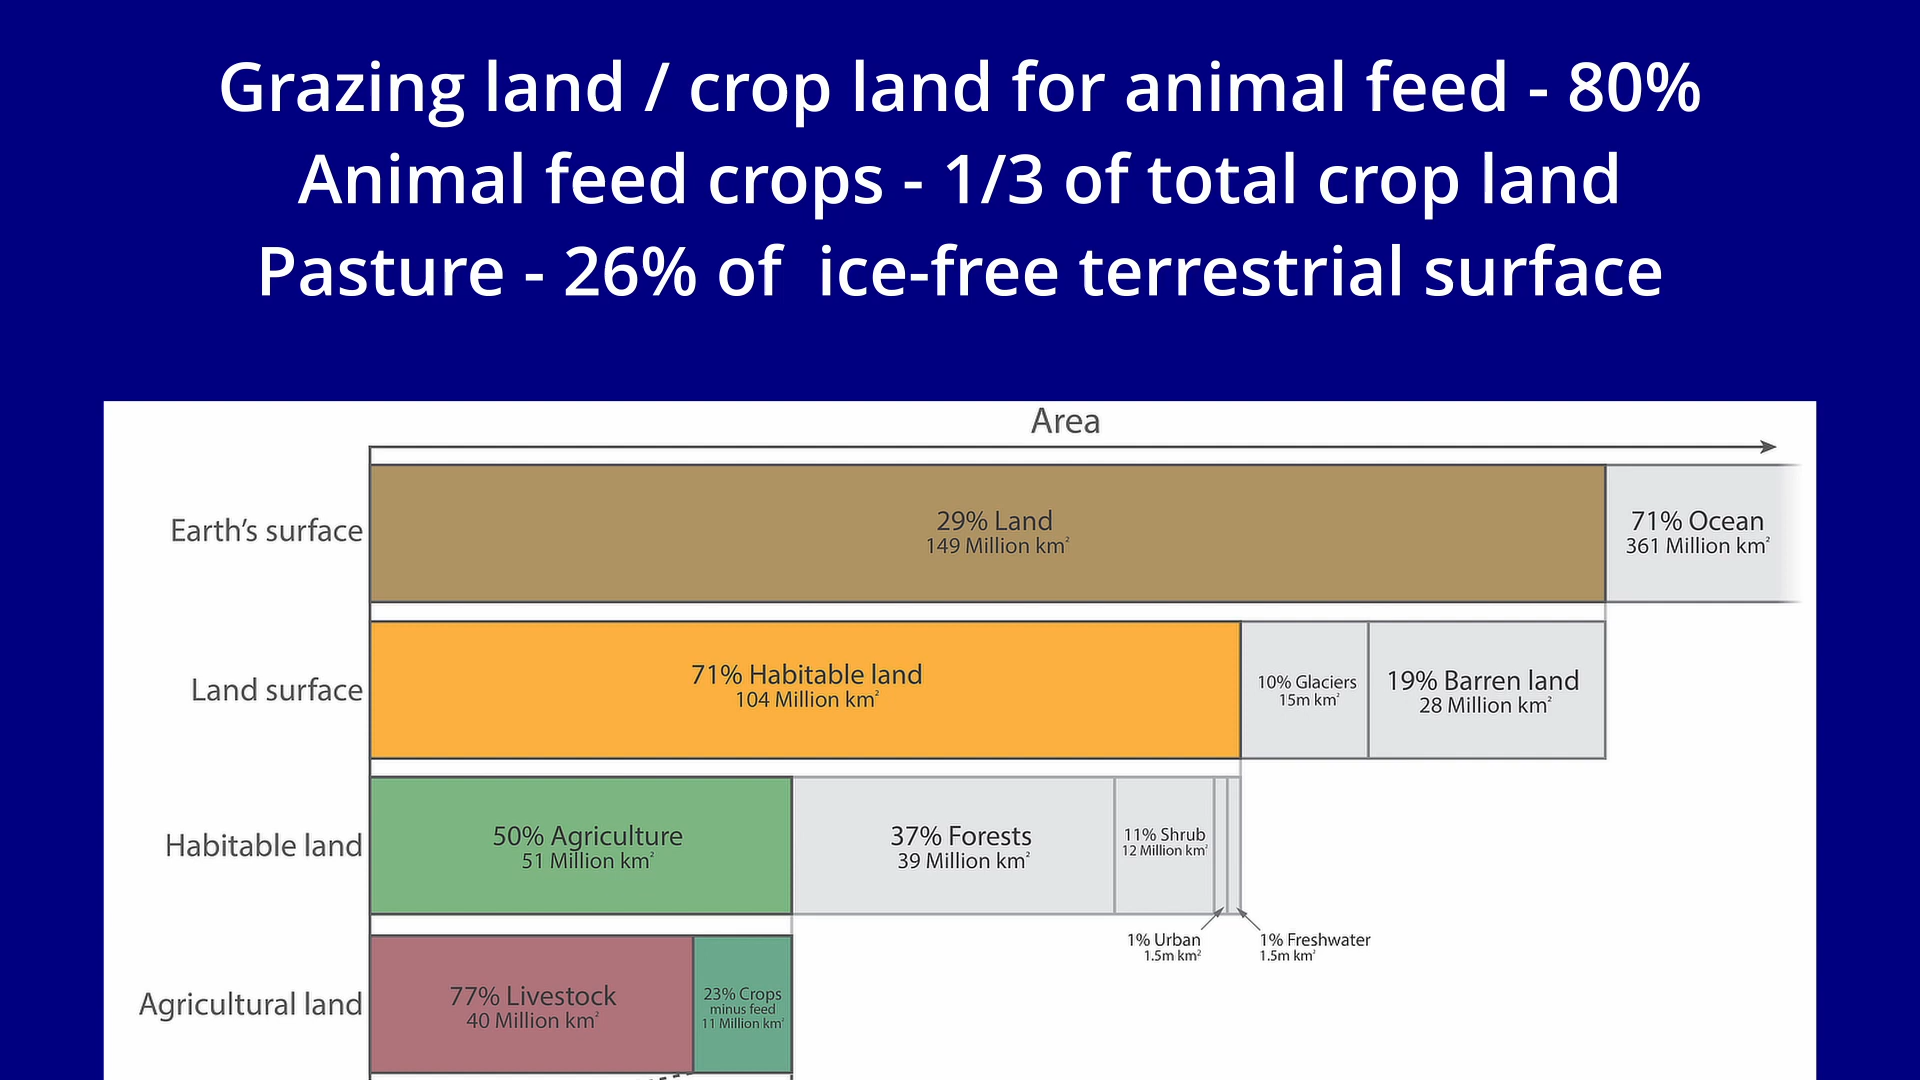 Grazing land / crop land for animal feed - 80%
Animal feed crops - 1/3 of total crop land
Pasture - 26% of  ice-free terrestrial surface
Area
Earth’s surface
29% Land
149 Million km²
71% Ocean
361 Million km²
Land surface
71% Habitable land
104 Million km²
10% Glaciers
15m km²
19% Barren land
28 Million km²
Habitable land
50% Agriculture
51 Million km²
37% Forests
39 Million km²
11% Shrub
12 Million km²
1% Urban
1.5m km²
1% Freshwater
1.5m km²
Agricultural land
77% Livestock
40 Million km²
23% Crops
minus feed
11 Million km²